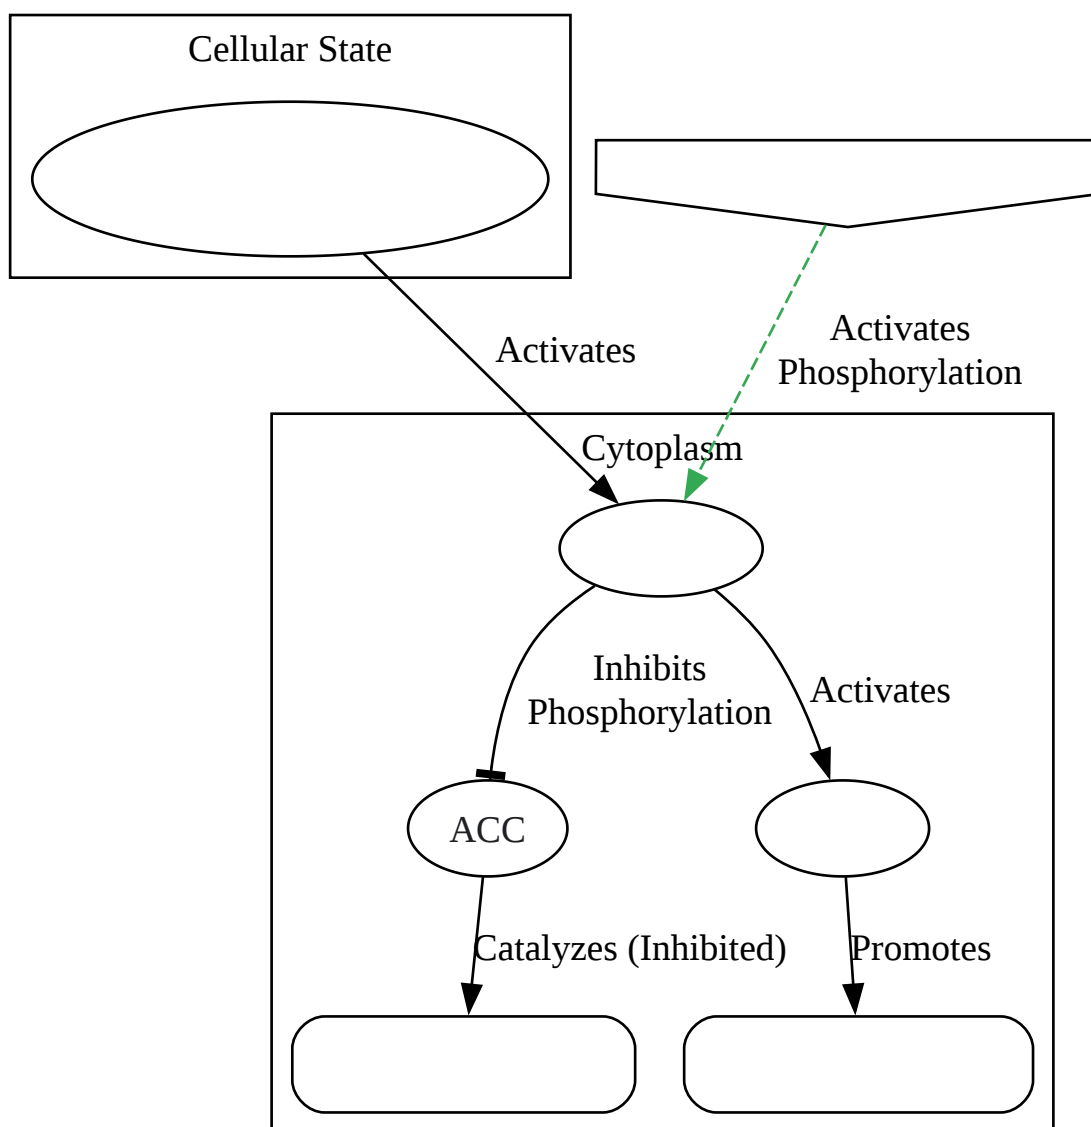 Cellular State
Activates
Activates
Phosphorylation
Cytoplasm
Inhibits
Phosphorylation
Activates
ACC
Catalyzes (Inhibited)
Promotes